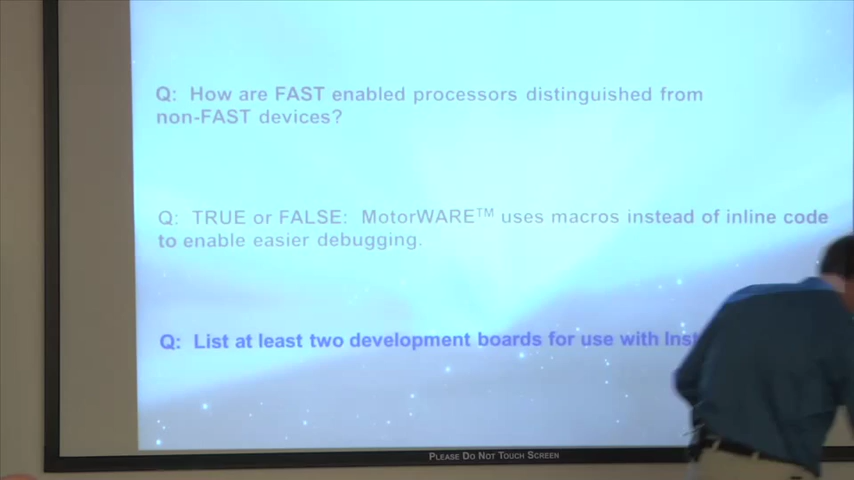 Q: How are FAST enabled processors distinguished from
non-FAST devices?
Q: TRUE or FALSE: MotorWARE™ uses macros instead of inline code
to enable easier debugging.
Q: List at least two development boards for use with
PLEASE DO NOT TOUCH SCREEN